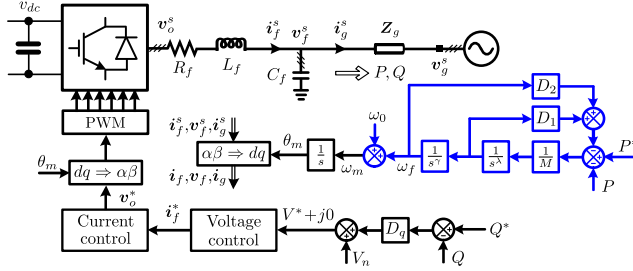 v_dc
v_o^s
R_f
L_f
i_f^s
v_f^s
i_g^s
Z_g
v_g^s
C_f
P, Q
PWM
i_f^s, v_f^s, i_g^s
αβ ⇒ dq
i_f, v_f, i_g
θ_m
1/s
ω_m
ω_0
ω_f
1/s^γ
1/s^λ
1/M
D_1
D_2
P
θ_m
dq ⇒ αβ
v_o^*
Current control
i_f^*
Voltage control
V^*+j0
V_n
D_q
Q^*
Q